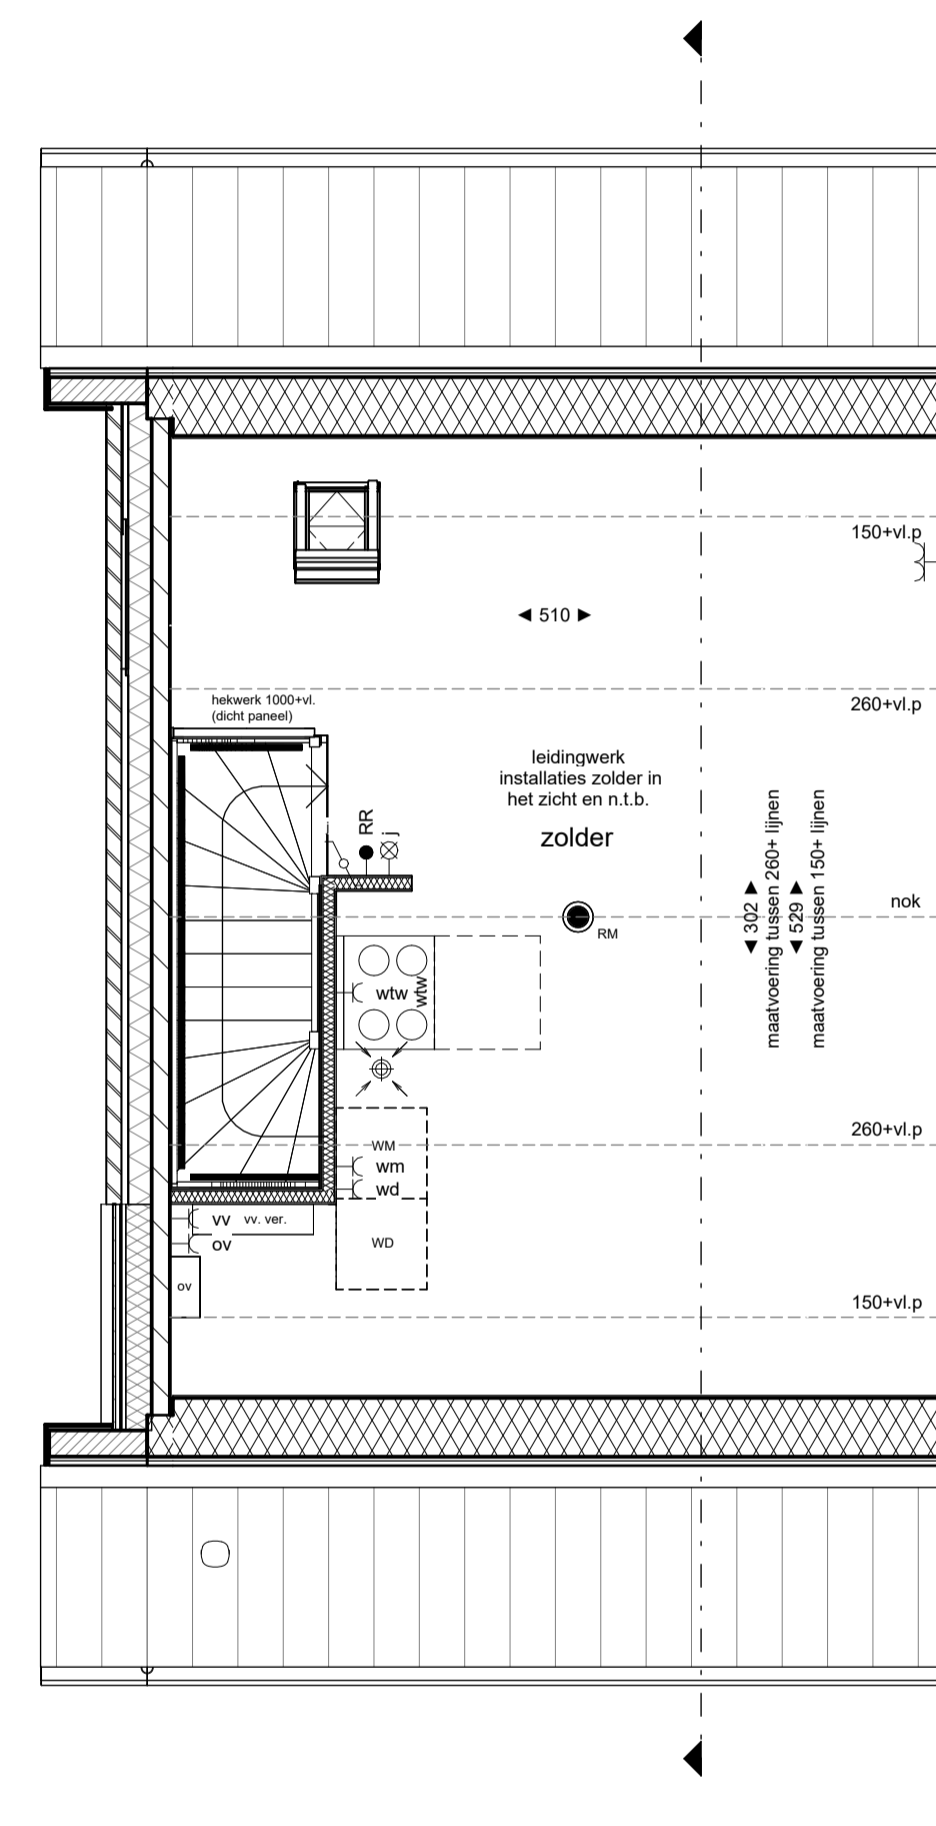 150+vl.p
◄ 510 ►
260+vl.p
hekwerk 1000+vl.
(dicht paneel)
leidingwerk
installaties zolder in
het zicht en n.t.b.
zolder
RR
j
◄ 302 ►
maatvoering tussen 260+ lijnen
◄ 529 ►
maatvoering tussen 150+ lijnen
nok
RM
wtw
wtw
260+vl.p
WM
wm
wd
vv
vv. ver.
ov
WD
ov
150+vl.p